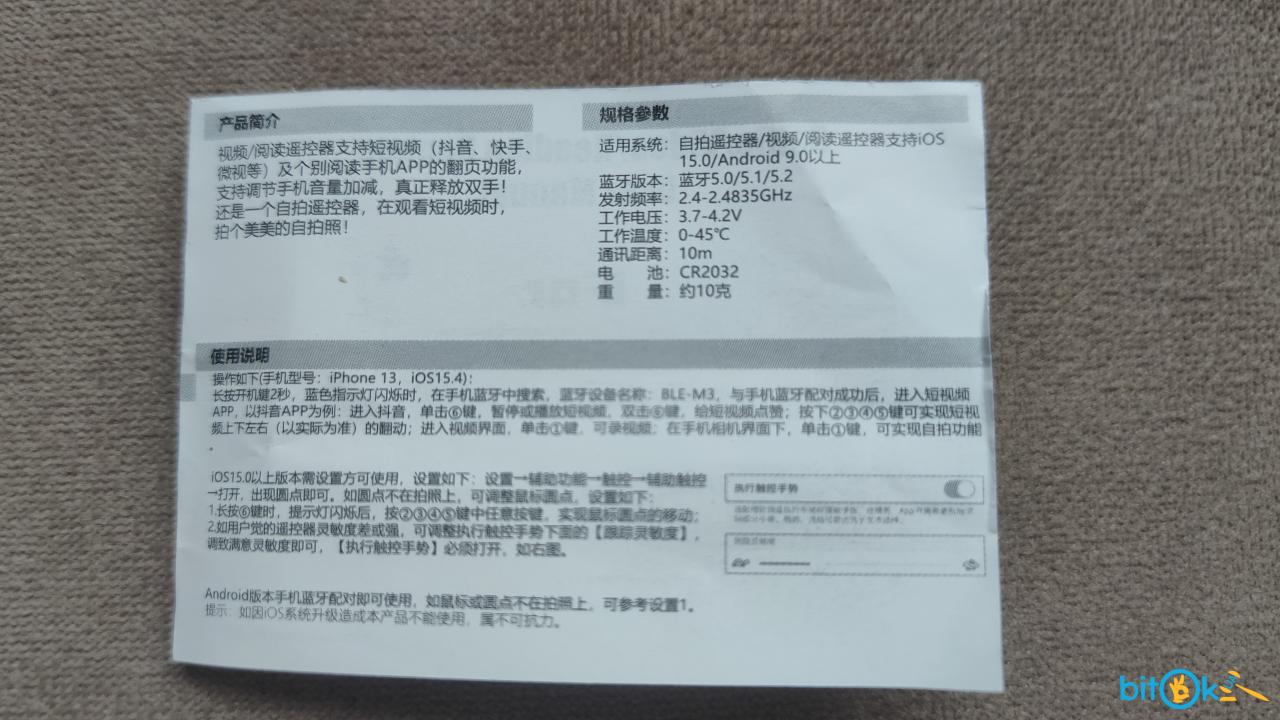 产品简介
视频/阅读遥控器支持短视频（抖音、快手、
微视等）及个别阅读手机APP的翻页功能，
支持调节手机音量加减，真正释放双手！
还是一个自拍遥控器，在观看短视频时，
拍个美美的自拍照！
规格参数
适用系统：自拍遥控器/视频/阅读遥控器支持iOS
15.0/Android 9.0以上
蓝牙版本：蓝牙5.0/5.1/5.2
发射频率：2.4-2.4835GHz
工作电压：3.7-4.2V
工作温度：0-45℃
通讯距离：10m
电 池：CR2032
重 量：约10克
使用说明
操作如下(手机型号：iPhone 13，iOS15.4)：
长按开机键2秒，蓝色指示灯闪烁时，在手机蓝牙中搜索，蓝牙设备名称：BLE-M3，与手机蓝牙配对成功后，进入短视频
APP，以抖音APP为例：进入抖音，单击⑥键，暂停或播放短视频，双击⑥键，给短视频点赞；按下②③④⑤键可实现短视
频上下左右（以实际为准）的翻动；进入视频界面，单击①键，可录视频；在手机相机界面下，单击①键，可实现自拍功能
。
iOS15.0以上版本需设置方可使用，设置如下：设置→辅助功能→触控→辅助触控
→打开，出现圆点即可。如圆点不在拍照上，可调整鼠标圆点，设置如下：
1.长按⑥键时，提示灯闪烁后，按②③④⑤键中任意按键，实现鼠标圆点的移动；
2.如用户觉的遥控器灵敏度差或强，可调整执行触控手势下面的【跟踪灵敏度】，
调致满意灵敏度即可，【执行触控手势】必须打开，如右图。
执行触控手势
Android版本手机蓝牙配对即可使用，如鼠标或圆点不在拍照上，可参考设置1。
提示：如因iOS系统升级造成本产品不能使用，属不可抗力。
bitOk